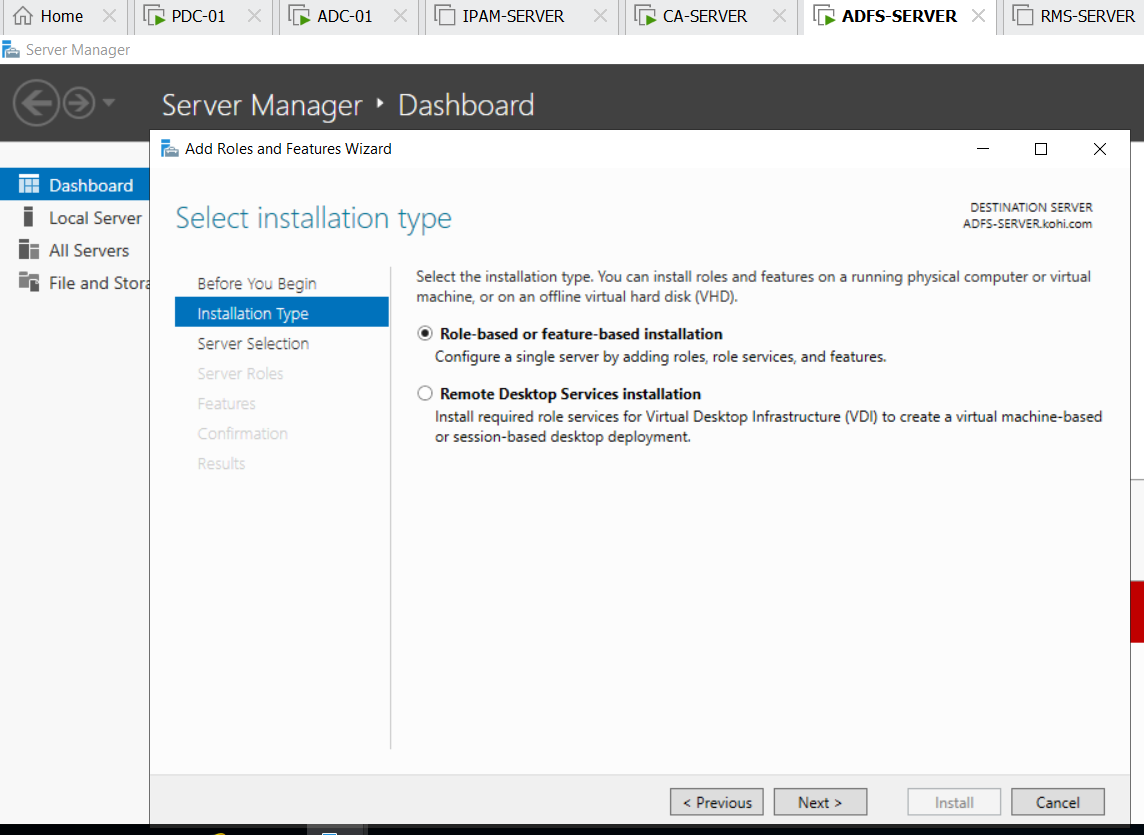 Home PDC-01 ADC-01 IPAM-SERVER CA-SERVER ADFS-SERVER RMS-SERVER
Server Manager
Server Manager Dashboard
Add Roles and Features Wizard
Dashboard
Local Server
All Servers
File and Stora
Select installation type
DESTINATION SERVER
ADFS-SERVER.kohi.com
Before You Begin
Installation Type
Server Selection
Server Roles
Features
Confirmation
Results
Select the installation type. You can install roles and features on a running physical computer or virtual
machine, or on an offline virtual hard disk (VHD).
Role-based or feature-based installation
Configure a single server by adding roles, role services, and features.
Remote Desktop Services installation
Install required role services for Virtual Desktop Infrastructure (VDI) to create a virtual machine-based
or session-based desktop deployment.
< Previous Next > Install Cancel